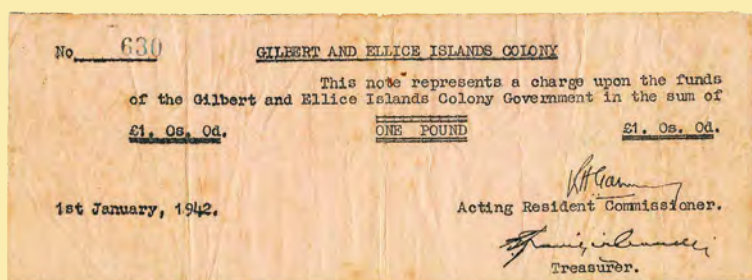 No 630 GILBERT AND ELLICE ISLANDS COLONY
This note represents a charge upon the funds
of the Gilbert and Ellice Islands Colony Government in the sum of
£1. 0s. 0d. ONE POUND £1. 0s. 0d.
1st January, 1942.
Acting Resident Commissioner.
Treasurer.